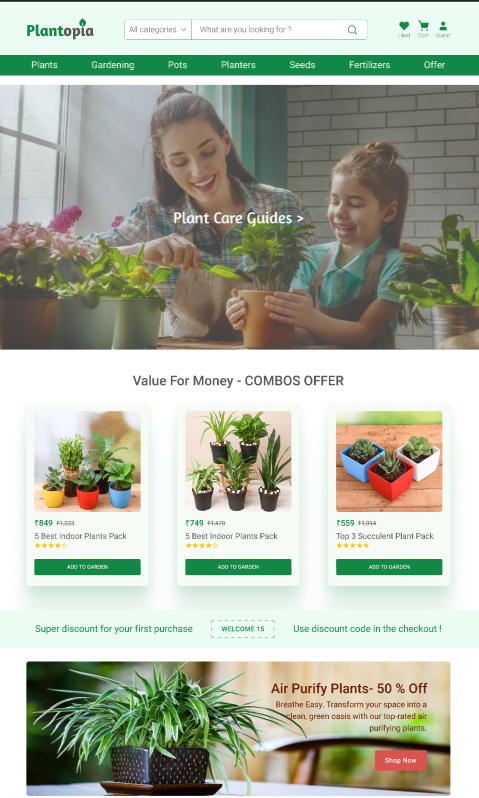 Plantopia
All categories
What are you looking for ?
Liked
Cart
Guest
Plants
Gardening
Pots
Planters
Seeds
Fertilizers
Offer
Plant Care Guides >
Value For Money - COMBOS OFFER
₹849 ₹1,223
5 Best Indoor Plants Pack
ADD TO GARDEN
₹749 ₹1,470
5 Best Indoor Plants Pack
ADD TO GARDEN
₹559 ₹1,014
Top 3 Succulent Plant Pack
ADD TO GARDEN
Super discount for your first purchase
WELCOME 15
Use discount code in the checkout !
Air Purify Plants- 50 % Off
Breathe Easy. Transform your space into a
clean, green oasis with our top-rated air
purifying plants.
Shop Now